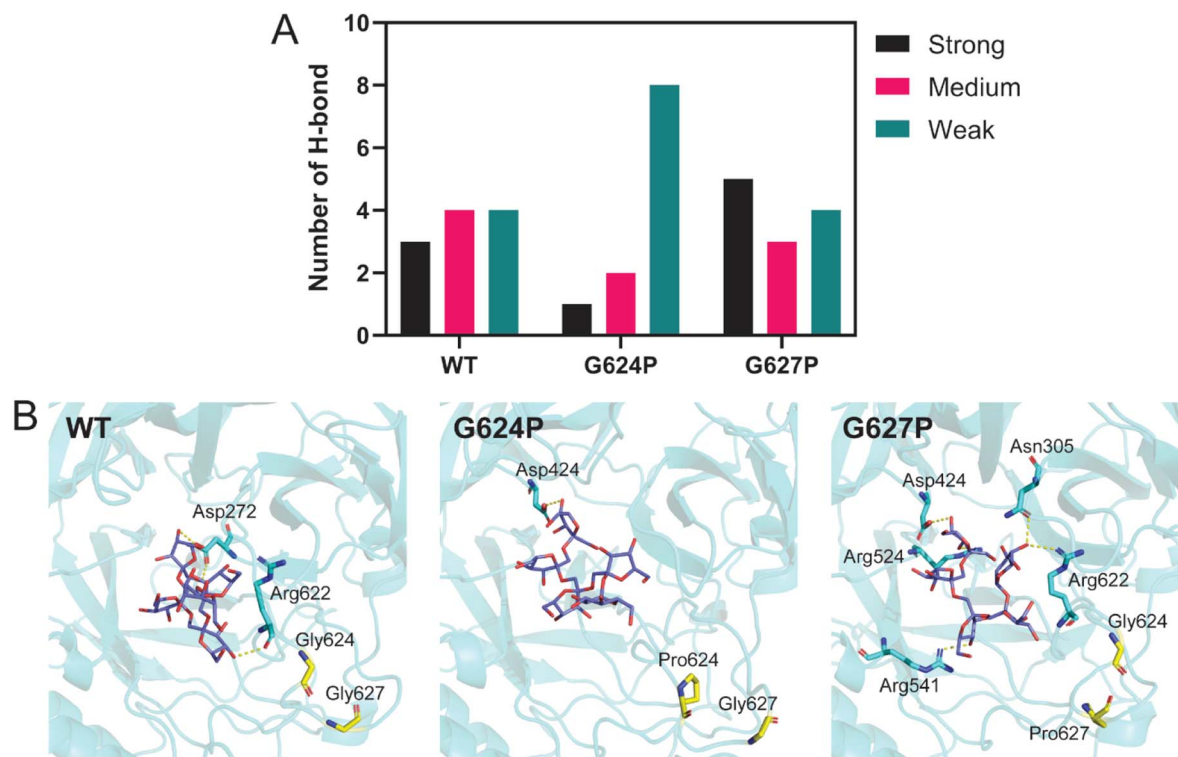 A
Number of H-bond
10
8
6
4
2
0
WT
G624P
G627P
Strong
Medium
Weak
B
WT
Asp272
Arg622
Gly624
Gly627
G624P
Asp424
Pro624
Gly627
G627P
Asn305
Asp424
Arg524
Arg622
Gly624
Arg541
Pro627